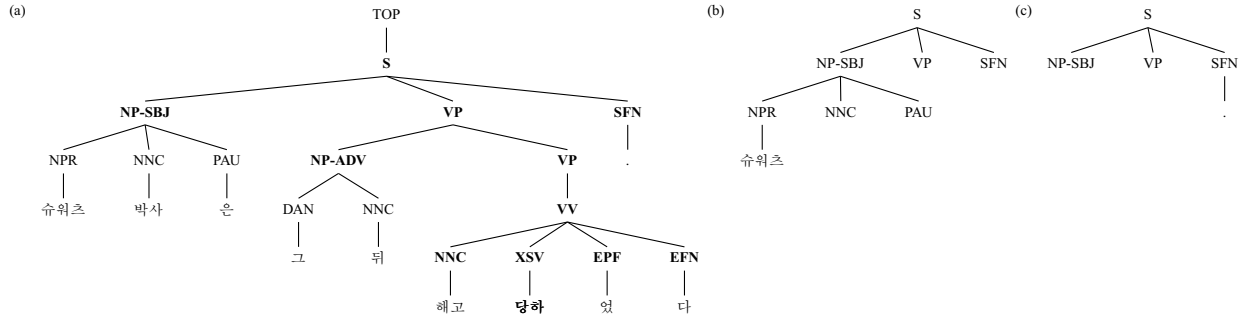 (a)
TOP
S
NP-SBJ VP SFN
NPR NNC PAU NP-ADV VP .
슈워츠 박사 은 DAN NNC VV
그 뒤 NNC XSV EPF EFN
해고 당하 었 다
(b)
S
NP-SBJ VP SFN
NPR NNC PAU
슈워츠
(c)
S
NP-SBJ VP SFN
.